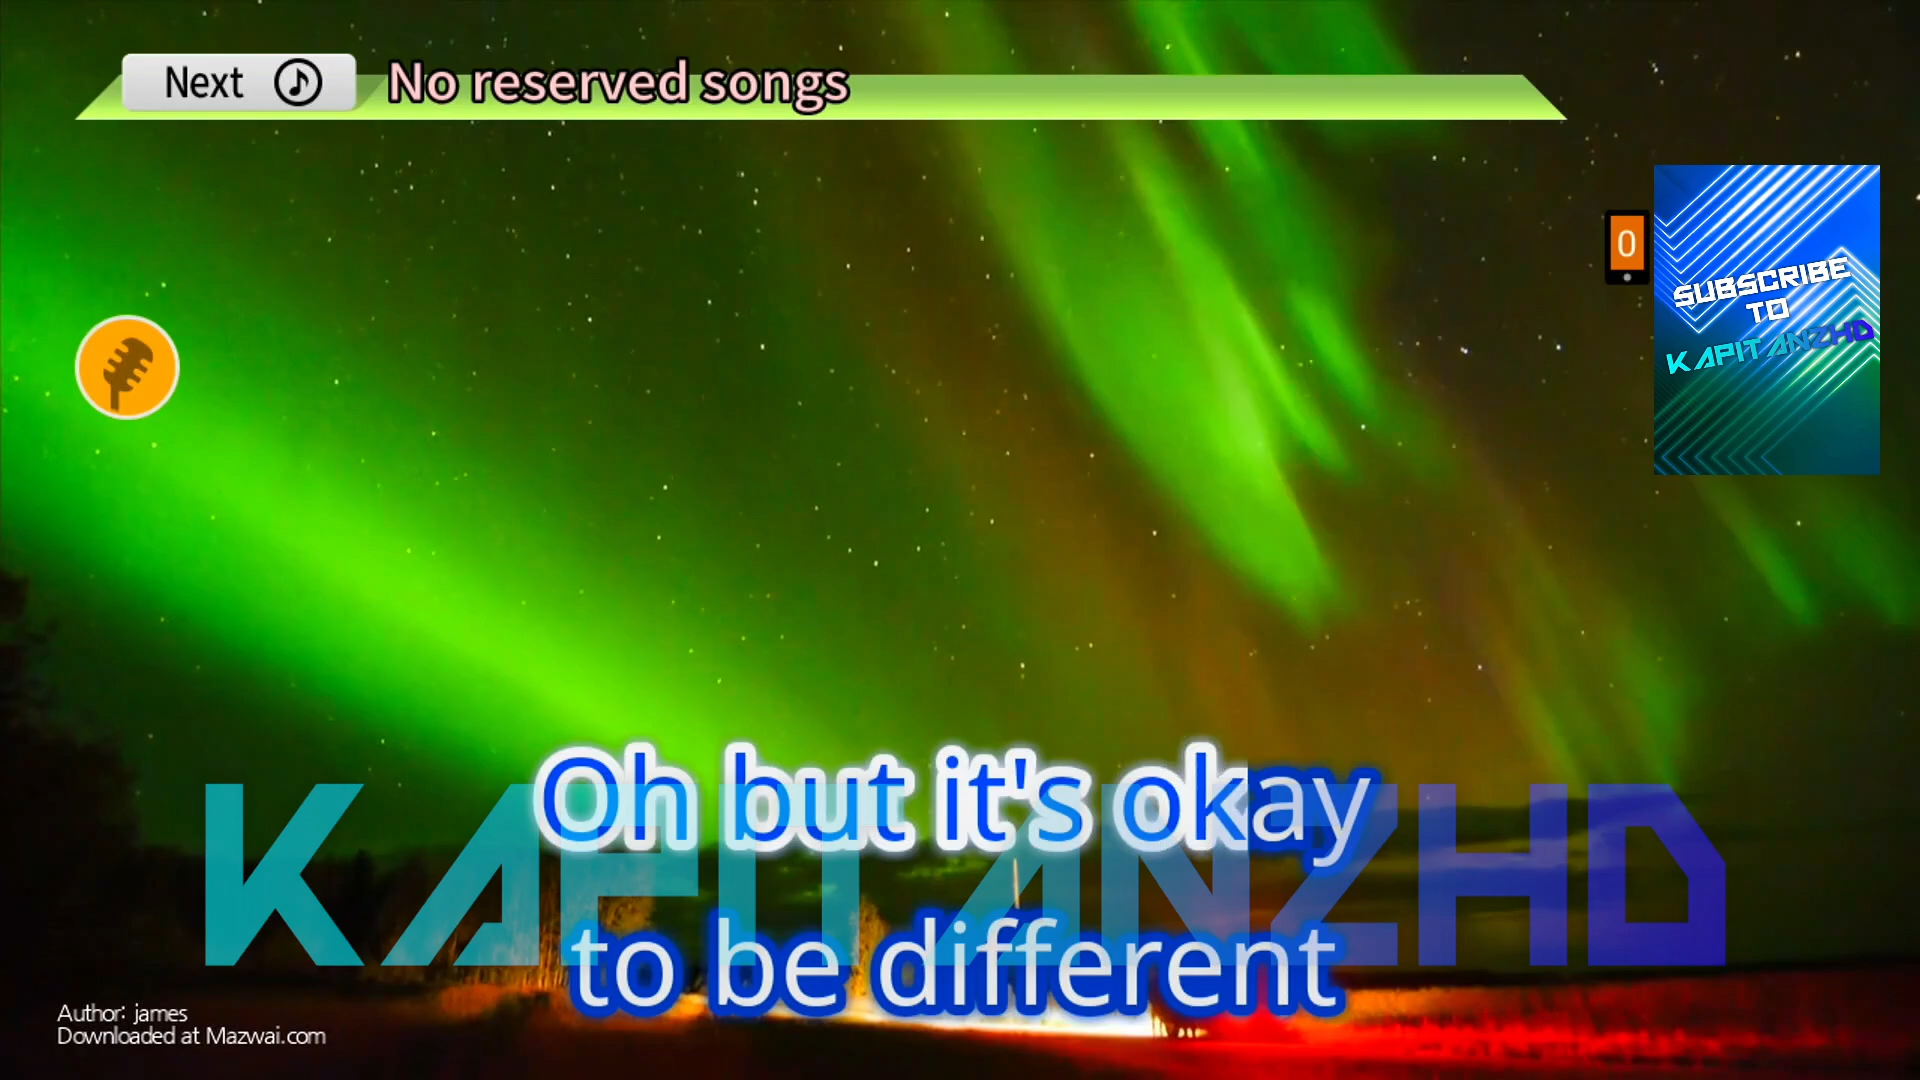 Next
No reserved songs
0
SUBSCRIBE
TO
KAPITANZHD
Oh but it's okay
KAPITANZHD
to be different
Author: james
Downloaded at Mazwai.com